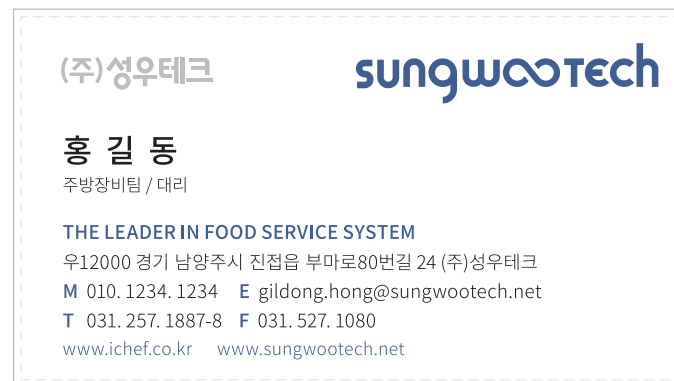 (주)성우테크
sungwooTech
홍 길 동
주방장비팀 / 대리
THE LEADER IN FOOD SERVICE SYSTEM
우12000 경기 남양주시 진접읍 부마로80번길 24 (주)성우테크
M 010. 1234. 1234 E gildong.hong@sungwootech.net
T 031. 257. 1887-8 F 031. 527. 1080
www.ichef.co.kr www.sungwootech.net